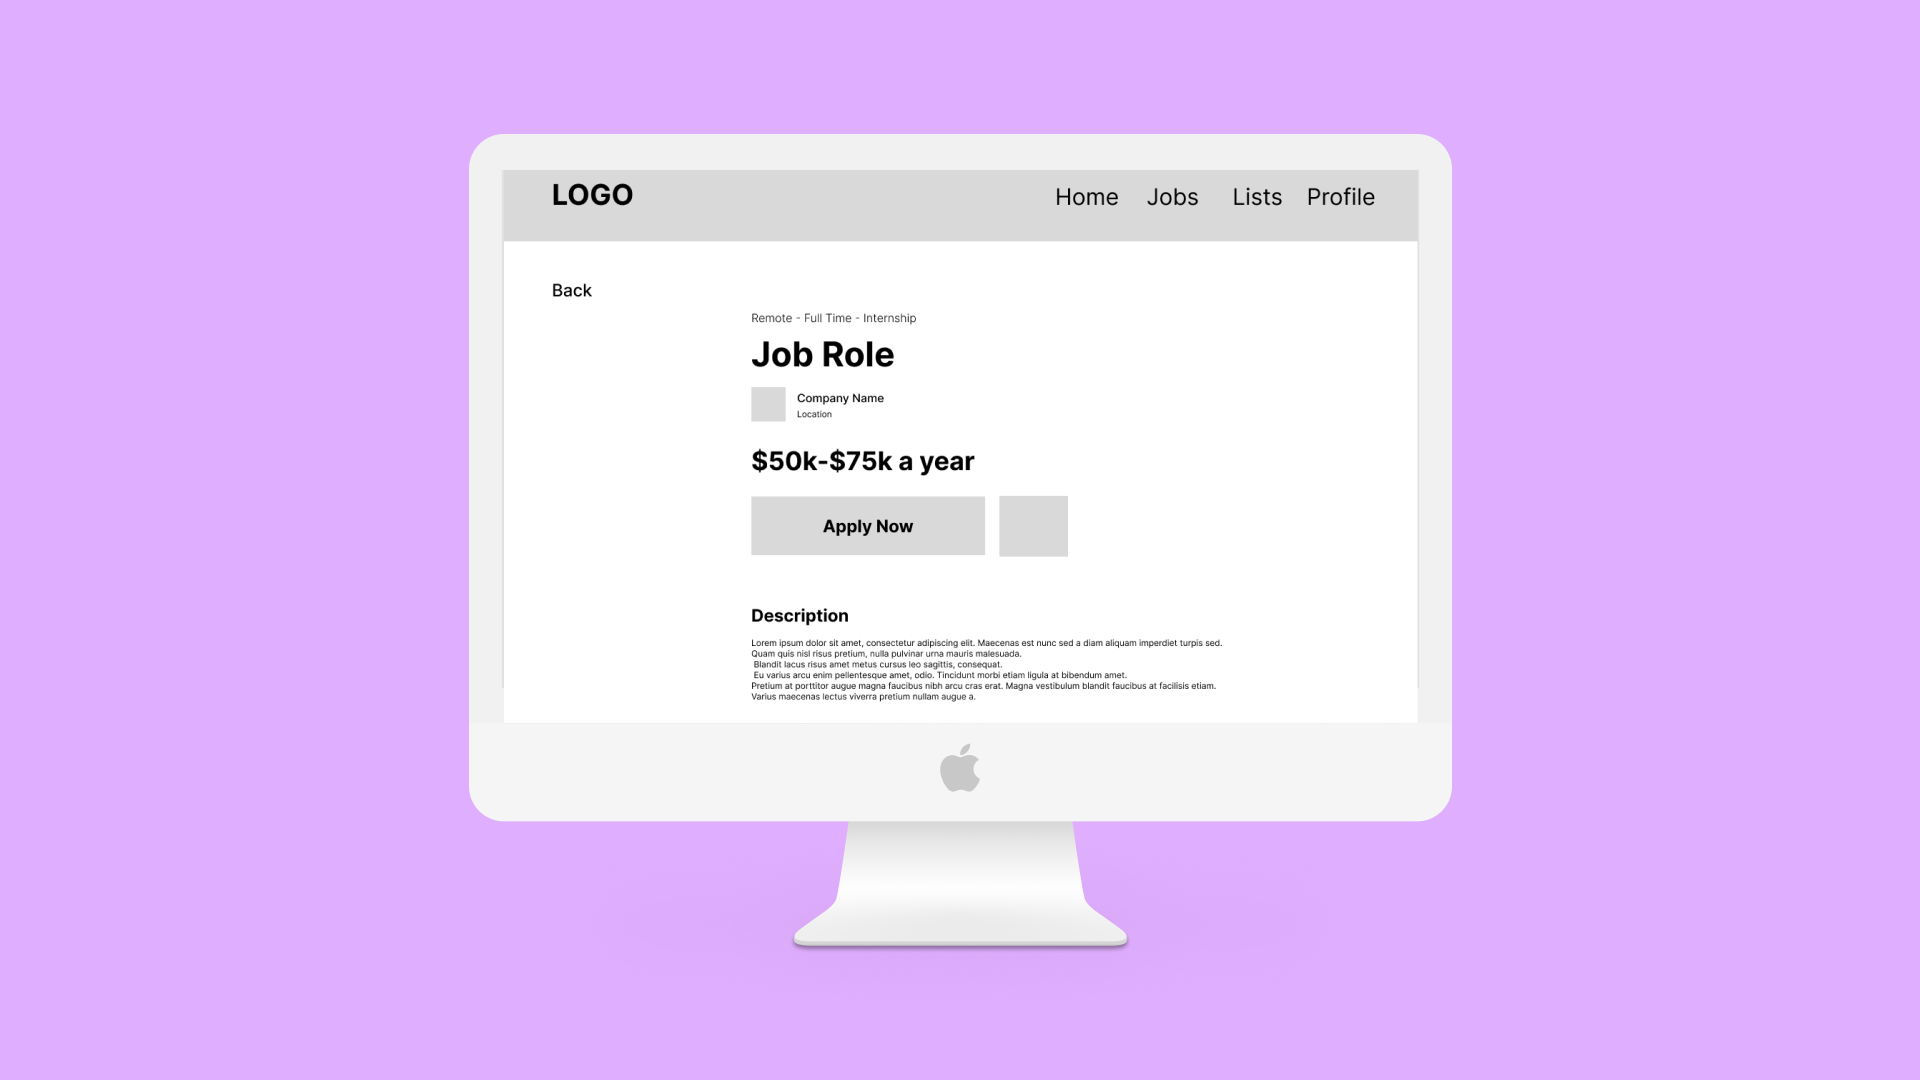 LOGO
Home Jobs Lists Profile
Back
Remote - Full Time - Internship
Job Role
Company Name
Location
$50k-$75k a year
Apply Now
Description
Lorem ipsum dolor sit amet, consectetur adipiscing elit. Maecenas est nunc sed a diam aliquam imperdiet turpis sed.
Quam quis nisl risus pretium, nulla pulvinar urna mauris malesuada.
Blandit lacus risus amet metus cursus leo sagittis, consequat.
Eu varius arcu enim pellentesque amet, odio. Tincidunt morbi etiam ligula at bibendum amet.
Pretium at porttitor augue magna faucibus nibh arcu cras erat. Magna vestibulum blandit faucibus at facilisis etiam.
Varius maecenas lectus viverra pretium nullam augue a.